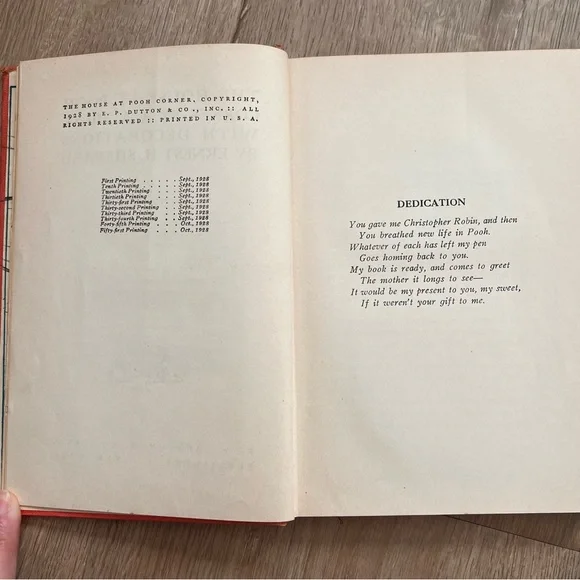 THE HOUSE AT POOH CORNER, COPYRIGHT,
1928 BY E. P. DUTTON & CO., INC. :: ALL
RIGHTS RESERVED :: PRINTED IN U. S. A.
First Printing . . . . . Sept., 1928
Tenth Printing . . . . Sept., 1928
Twentieth Printing . . . Sept., 1928
Thirtieth Printing . . . Sept., 1928
Thirty-first Printing . . . Sept., 1928
Thirty-second Printing . . . Sept., 1928
Thirty-third Printing . . . Sept., 1928
Thirty-fourth Printing . . . Sept., 1928
Forty-fifth Printing . . . Oct., 1928
Fifty-first Printing . . . Oct., 1928
DEDICATION
You gave me Christopher Robin, and then
You breathed new life in Pooh.
Whatever of each has left my pen
Goes homing back to you.
My book is ready, and comes to greet
The mother it longs to see—
It would be my present to you, my sweet,
If it weren't your gift to me.